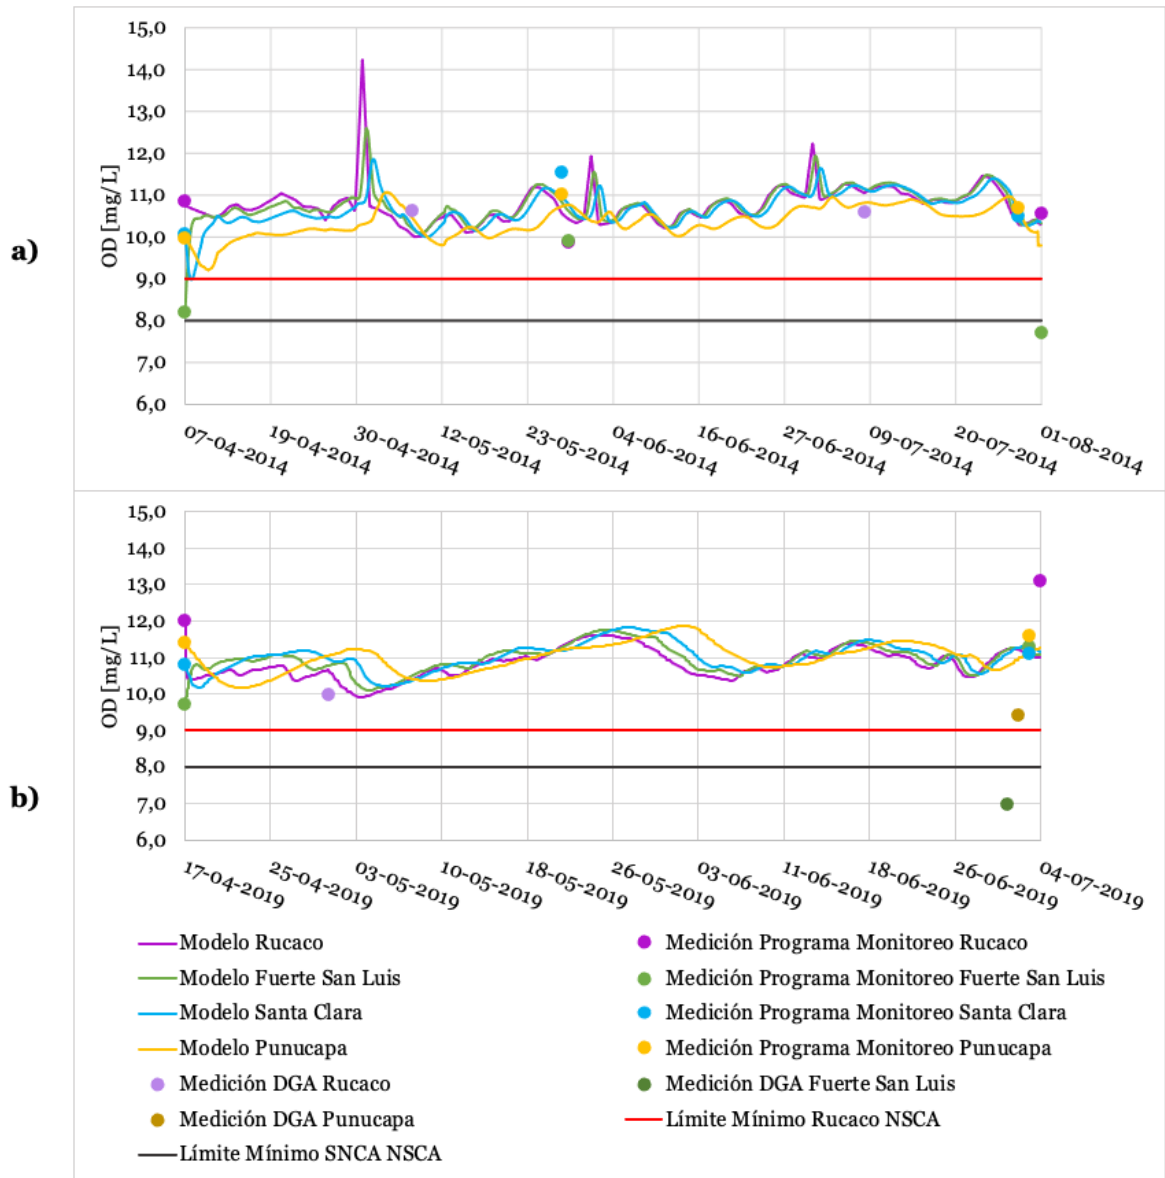 a)
OD [mg/L]
15,0
14,0
13,0
12,0
11,0
10,0
9,0
8,0
7,0
6,0
07-04-2014 19-04-2014 30-04-2014 12-05-2014 23-05-2014 04-06-2014 16-06-2014 27-06-2014 09-07-2014 20-07-2014 01-08-2014
b)
OD [mg/L]
15,0
14,0
13,0
12,0
11,0
10,0
9,0
8,0
7,0
6,0
17-04-2019 25-04-2019 03-05-2019 10-05-2019 18-05-2019 26-05-2019 03-06-2019 11-06-2019 18-06-2019 26-06-2019 04-07-2019
Modelo Rucaco Medición Programa Monitoreo Rucaco
Modelo Fuerte San Luis Medición Programa Monitoreo Fuerte San Luis
Modelo Santa Clara Medición Programa Monitoreo Santa Clara
Modelo Punucapa Medición Programa Monitoreo Punucapa
Medición DGA Rucaco Medición DGA Fuerte San Luis
Medición DGA Punucapa Límite Mínimo Rucaco NSCA
Límite Mínimo SNCA NSCA